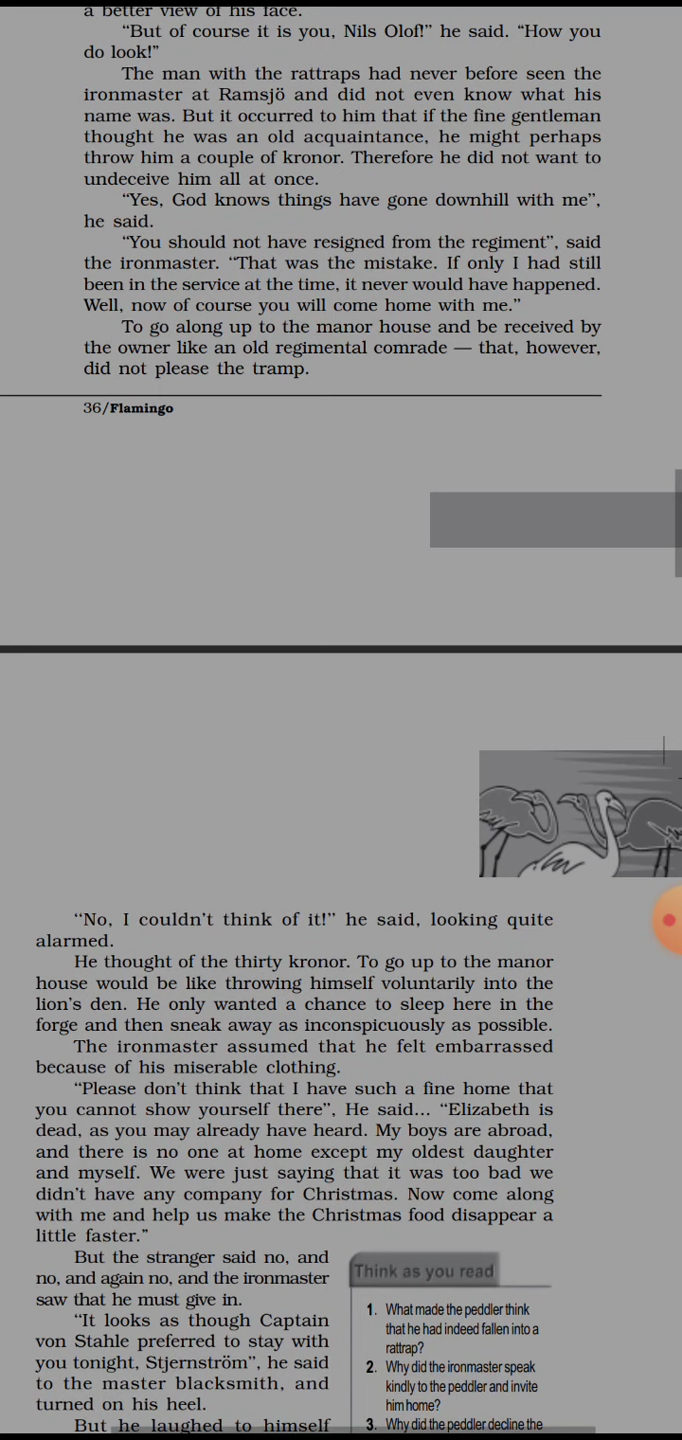 a better view of his face.
“But of course it is you, Nils Olof!” he said. “How you
do look!”
The man with the rattraps had never before seen the
ironmaster at Ramsjö and did not even know what his
name was. But it occurred to him that if the fine gentleman
thought he was an old acquaintance, he might perhaps
throw him a couple of kronor. Therefore he did not want to
undeceive him all at once.
“Yes, God knows things have gone downhill with me”,
he said.
“You should not have resigned from the regiment”, said
the ironmaster. “That was the mistake. If only I had still
been in the service at the time, it never would have happened.
Well, now of course you will come home with me.”
To go along up to the manor house and be received by
the owner like an old regimental comrade — that, however,
did not please the tramp.
36/Flamingo
“No, I couldn’t think of it!” he said, looking quite
alarmed.
He thought of the thirty kronor. To go up to the manor
house would be like throwing himself voluntarily into the
lion’s den. He only wanted a chance to sleep here in the
forge and then sneak away as inconspicuously as possible.
The ironmaster assumed that he felt embarrassed
because of his miserable clothing.
“Please don’t think that I have such a fine home that
you cannot show yourself there”, He said... “Elizabeth is
dead, as you may already have heard. My boys are abroad,
and there is no one at home except my oldest daughter
and myself. We were just saying that it was too bad we
didn’t have any company for Christmas. Now come along
with me and help us make the Christmas food disappear a
little faster.”
But the stranger said no, and
no, and again no, and the ironmaster
saw that he must give in.
“It looks as though Captain
von Stahle preferred to stay with
you tonight, Stjernström”, he said
to the master blacksmith, and
turned on his heel.
But he laughed to himself
Think as you read
1. What made the peddler think
that he had indeed fallen into a
rattrap?
2. Why did the ironmaster speak
kindly to the peddler and invite
him home?
3. Why did the peddler decline the